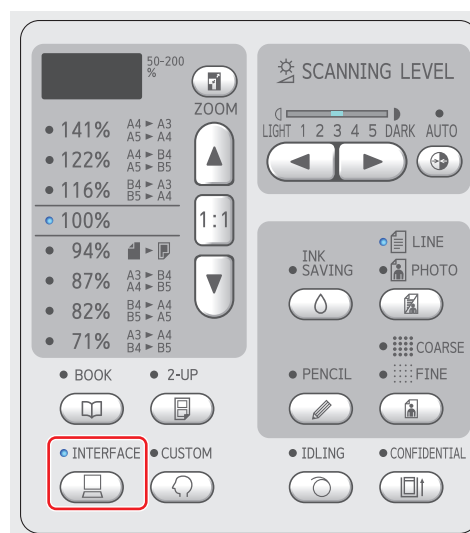 50-200
%
ZOOM
141% A4 ► A3
A5 ► A4
122% A4 ► B4
A5 ► B5
116% B4 ► A3
B5 ► A4
100%
1:1
94%
87% A3 ► B4
A4 ► B5
82% B4 ► A4
B5 ► A5
71% A3 ► A4
B4 ► B5
BOOK
2-UP
INTERFACE
CUSTOM
SCANNING LEVEL
LIGHT 1 2 3 4 5 DARK AUTO
INK
SAVING
LINE
PHOTO
COARSE
PENCIL
FINE
IDLING
CONFIDENTIAL